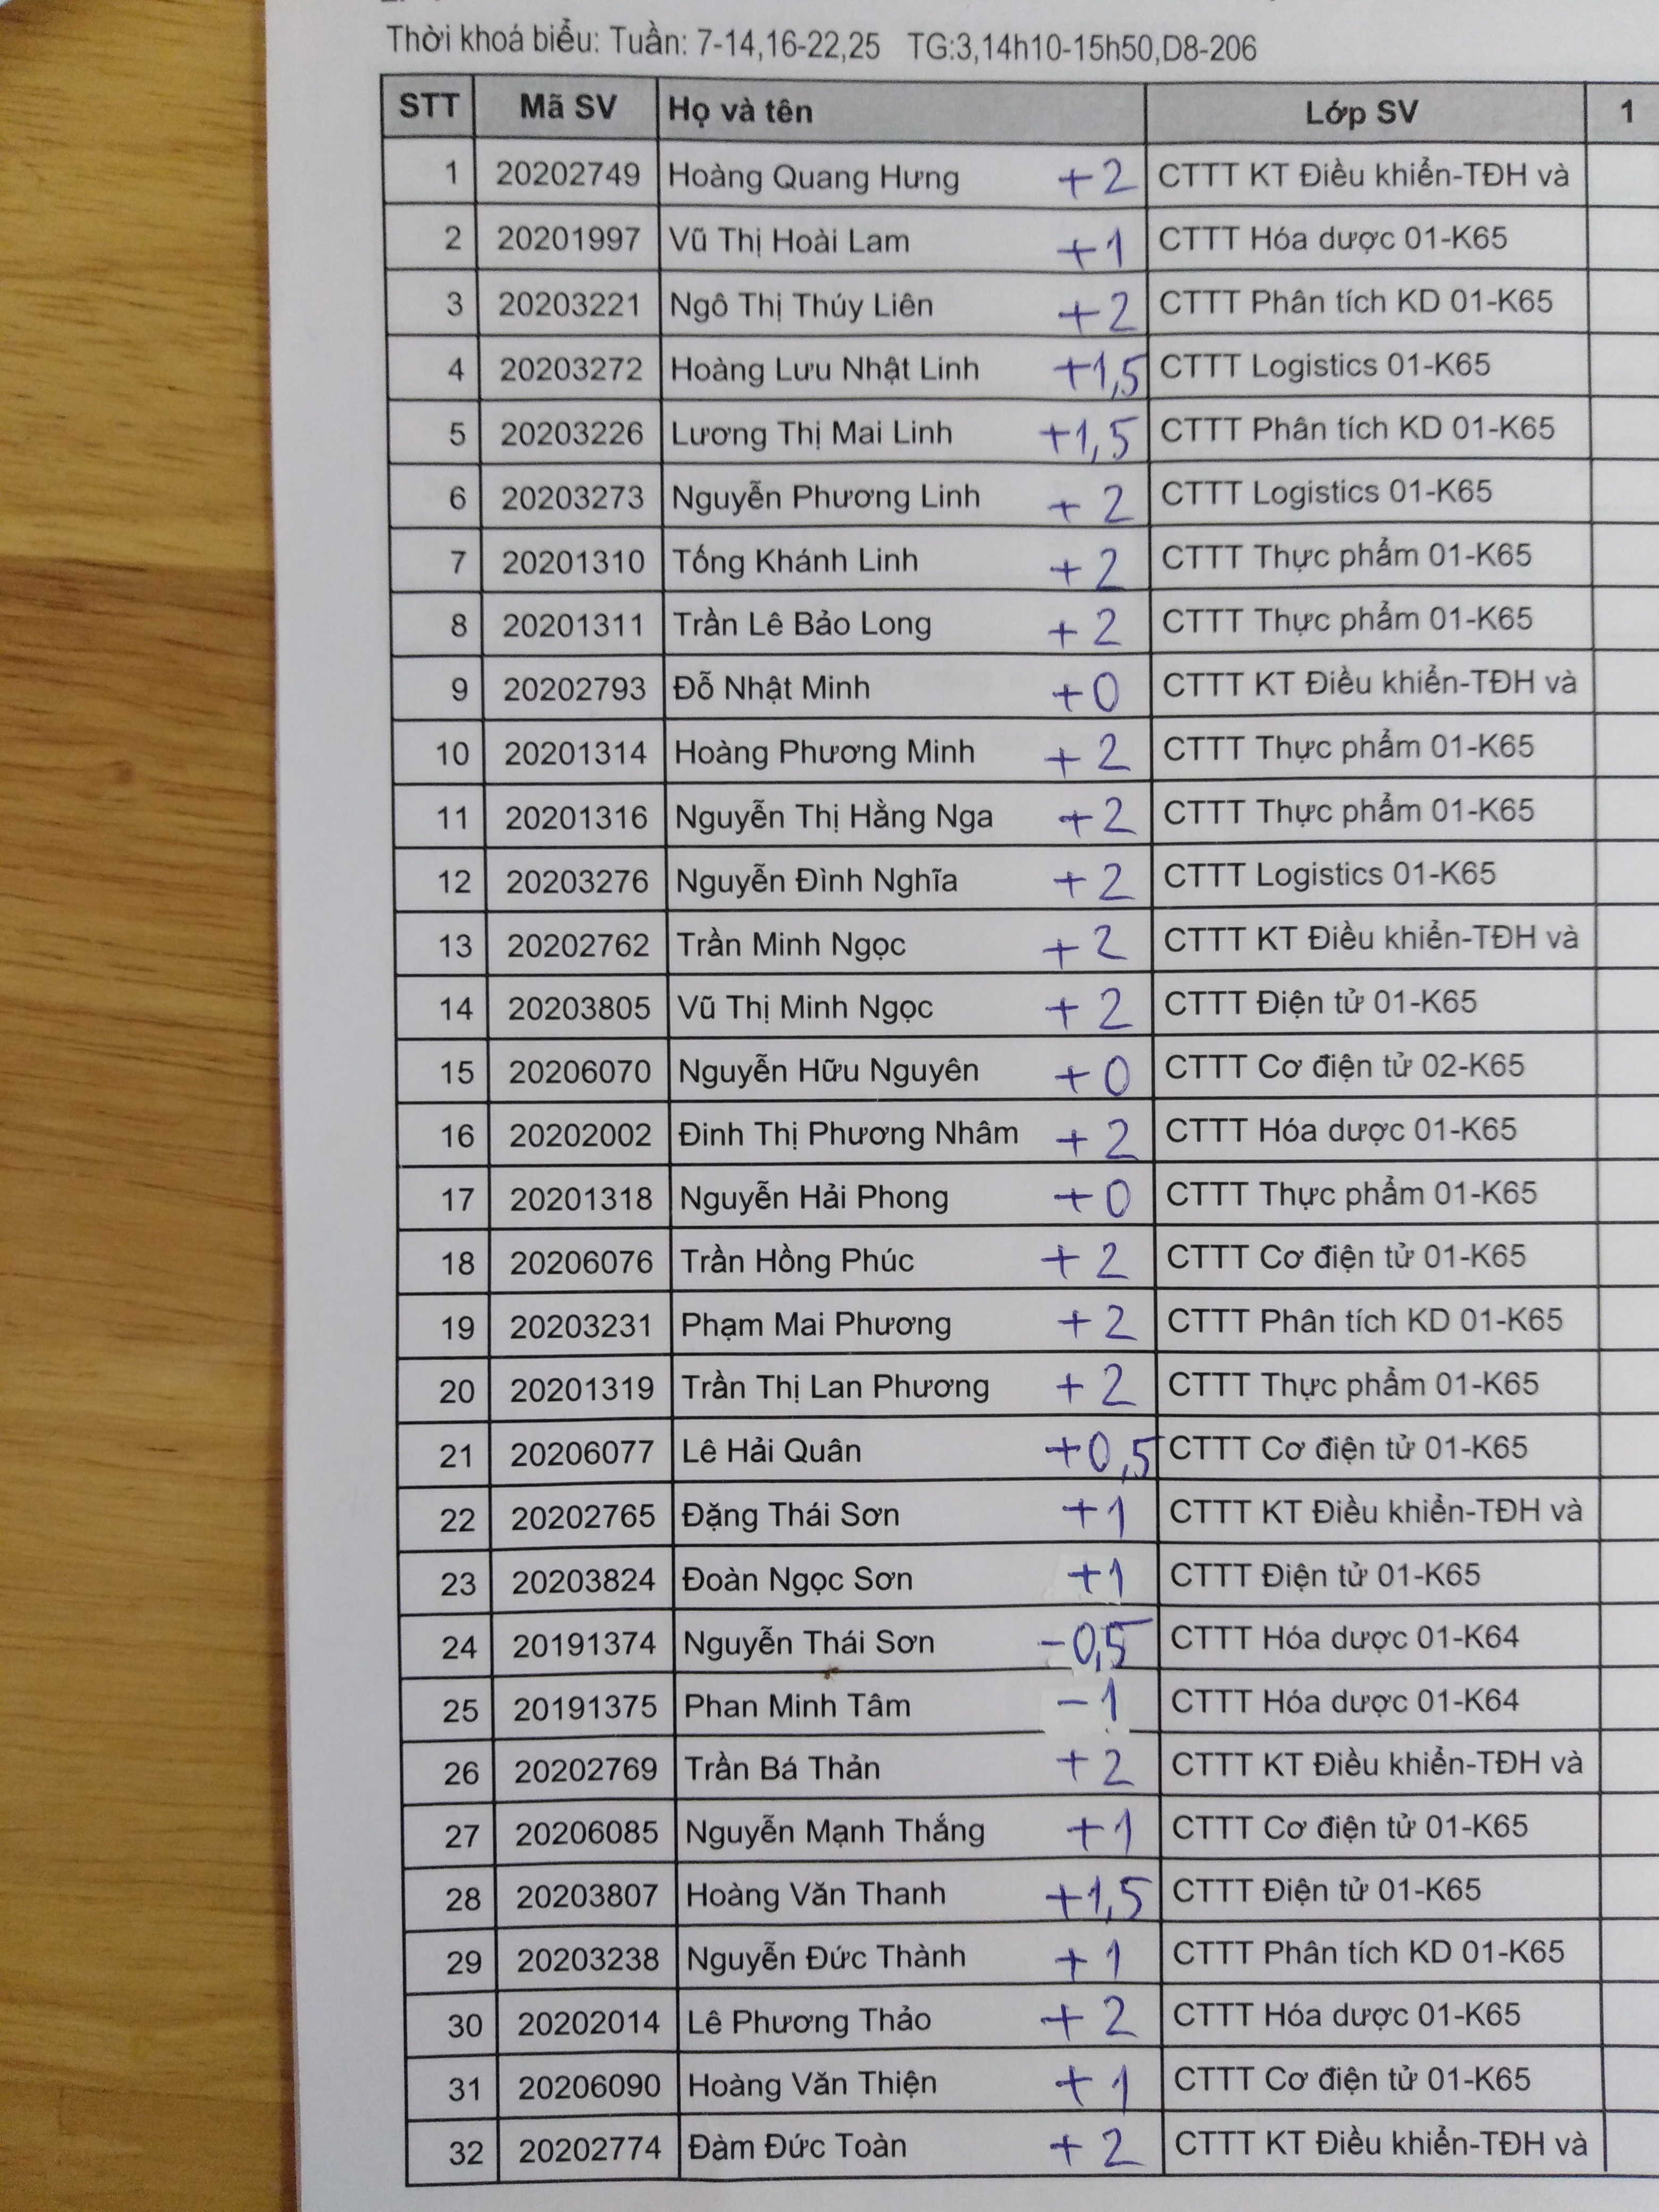 Thời khoá biểu: Tuần: 7-14,16-22,25 TG:3,14h10-15h50,D8-206
STT Mã SV Họ và tên Lớp SV 1
1 20202749 Hoàng Quang Hưng +2 CTTT KT Điều khiển-TĐH và
2 20201997 Vũ Thị Hoài Lam +1 CTTT Hóa dược 01-K65
3 20203221 Ngô Thị Thúy Liên +2 CTTT Phân tích KD 01-K65
4 20203272 Hoàng Lưu Nhật Linh +1,5 CTTT Logistics 01-K65
5 20203226 Lương Thị Mai Linh +1,5 CTTT Phân tích KD 01-K65
6 20203273 Nguyễn Phương Linh +2 CTTT Logistics 01-K65
7 20201310 Tống Khánh Linh +2 CTTT Thực phẩm 01-K65
8 20201311 Trần Lê Bảo Long +2 CTTT Thực phẩm 01-K65
9 20202793 Đỗ Nhật Minh +0 CTTT KT Điều khiển-TĐH và
10 20201314 Hoàng Phương Minh +2 CTTT Thực phẩm 01-K65
11 20201316 Nguyễn Thị Hằng Nga +2 CTTT Thực phẩm 01-K65
12 20203276 Nguyễn Đình Nghĩa +2 CTTT Logistics 01-K65
13 20202762 Trần Minh Ngọc +2 CTTT KT Điều khiển-TĐH và
14 20203805 Vũ Thị Minh Ngọc +2 CTTT Điện tử 01-K65
15 20206070 Nguyễn Hữu Nguyên +0 CTTT Cơ điện tử 02-K65
16 20202002 Đinh Thị Phương Nhâm +2 CTTT Hóa dược 01-K65
17 20201318 Nguyễn Hải Phong +0 CTTT Thực phẩm 01-K65
18 20206076 Trần Hồng Phúc +2 CTTT Cơ điện tử 01-K65
19 20203231 Phạm Mai Phương +2 CTTT Phân tích KD 01-K65
20 20201319 Trần Thị Lan Phương +2 CTTT Thực phẩm 01-K65
21 20206077 Lê Hải Quân +0,5 CTTT Cơ điện tử 01-K65
22 20202765 Đặng Thái Sơn +1 CTTT KT Điều khiển-TĐH và
23 20203824 Đoàn Ngọc Sơn +1 CTTT Điện tử 01-K65
24 20191374 Nguyễn Thái Sơn -0,5 CTTT Hóa dược 01-K64
25 20191375 Phan Minh Tâm -1 CTTT Hóa dược 01-K64
26 20202769 Trần Bá Thản +2 CTTT KT Điều khiển-TĐH và
27 20206085 Nguyễn Mạnh Thắng +1 CTTT Cơ điện tử 01-K65
28 20203807 Hoàng Văn Thanh +1,5 CTTT Điện tử 01-K65
29 20203238 Nguyễn Đức Thành +1 CTTT Phân tích KD 01-K65
30 20202014 Lê Phương Thảo +2 CTTT Hóa dược 01-K65
31 20206090 Hoàng Văn Thiện +1 CTTT Cơ điện tử 01-K65
32 20202774 Đàm Đức Toàn +2 CTTT KT Điều khiển-TĐH và